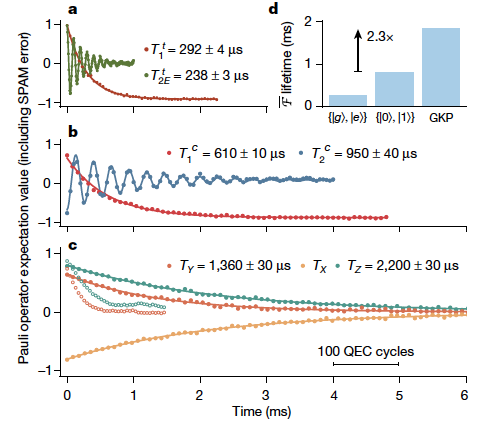 a
T₁ᵗ = 292 ± 4 μs
T₂Eᵗ = 238 ± 3 μs
1
0
−1
d
F̅ lifetime (ms)
2
1
0
2.3×
{|g⟩, |e⟩} {|0⟩, |1⟩} GKP
b
T₁ᶜ = 610 ± 10 μs T₂ᶜ = 950 ± 40 μs
1
0
−1
c
T_Y = 1,360 ± 30 μs T_X T_Z = 2,200 ± 30 μs
1
0
−1
100 QEC cycles
0 1 2 3 4 5 6
Time (ms)
Pauli operator expectation value (including SPAM error)